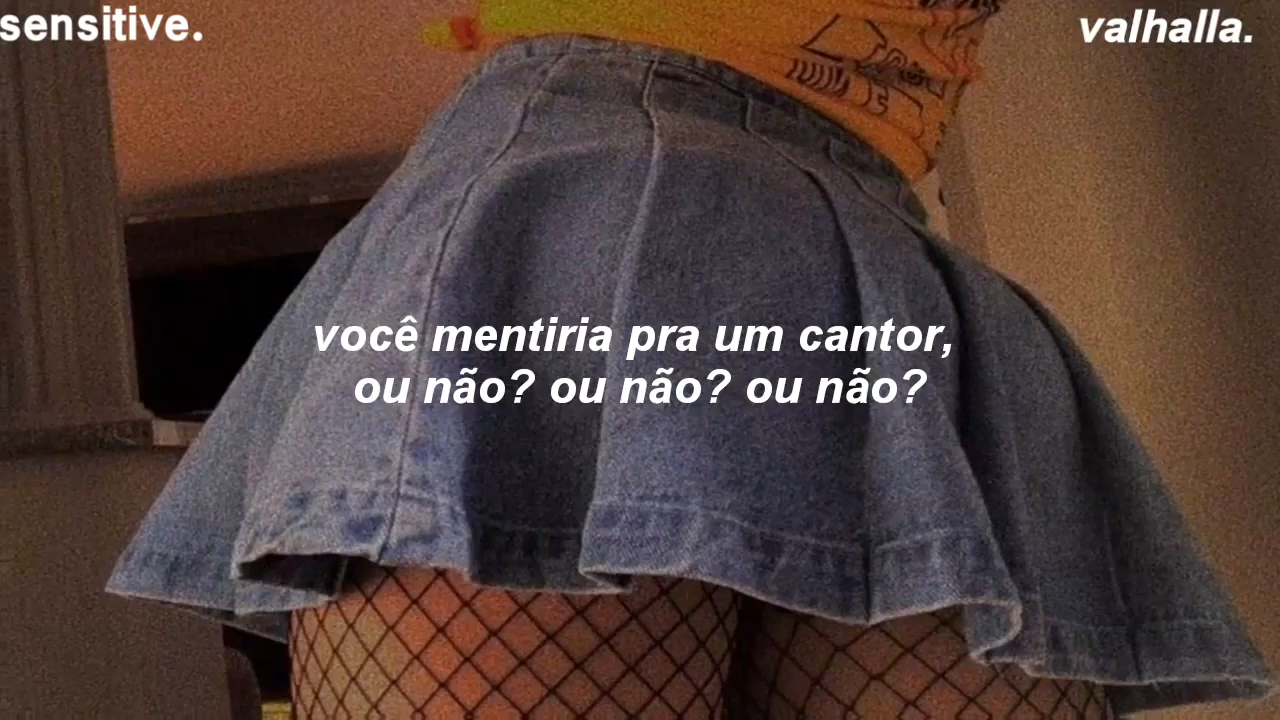 sensitive.
valhalla.
você mentiria pra um cantor,
ou não? ou não? ou não?